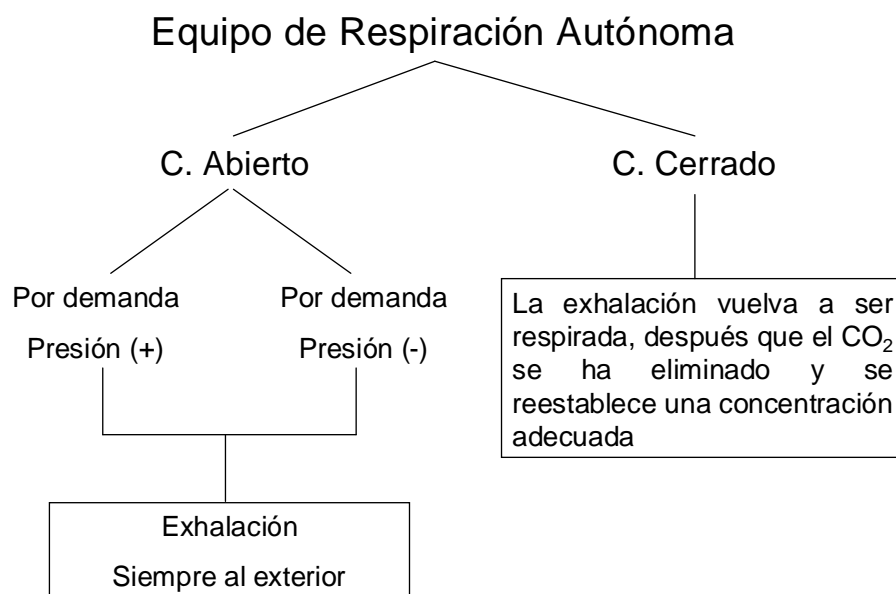 Equipo de Respiración Autónoma
C. Abierto
C. Cerrado
Por demanda
Presión (+)
Por demanda
Presión (-)
Exhalación
Siempre al exterior
La exhalación vuelva a ser
respirada, después que el CO₂
se ha eliminado y se
reestablece una concentración
adecuada